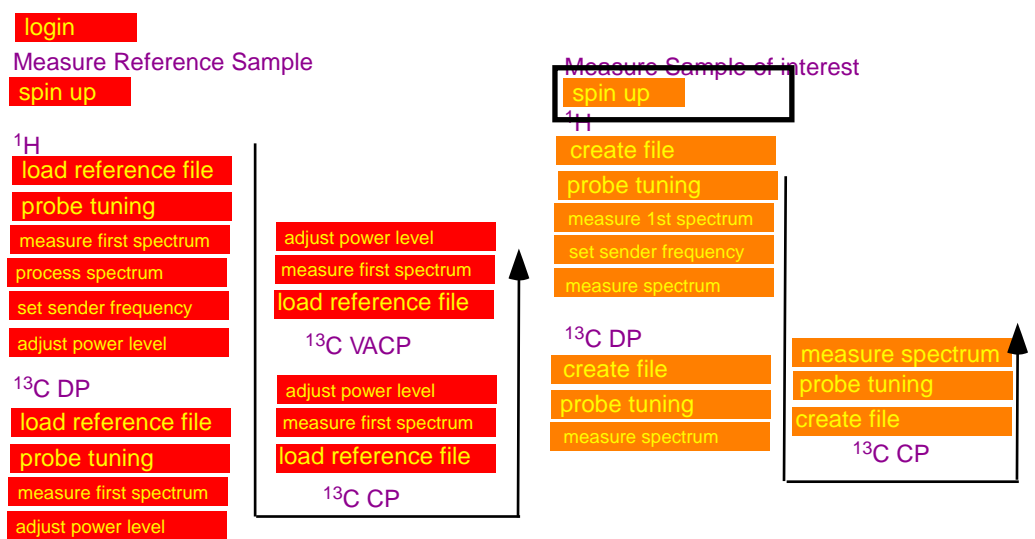 login
Measure Reference Sample
spin up
1H
load reference file
probe tuning
measure first spectrum
process spectrum
set sender frequency
adjust power level
13C DP
load reference file
probe tuning
measure first spectrum
adjust power level
adjust power level
measure first spectrum
load reference file
13C VACP
adjust power level
measure first spectrum
load reference file
13C CP
Measure Sample of interest
spin up
1H
create file
probe tuning
measure 1st spectrum
set sender frequency
measure spectrum
13C DP
create file
probe tuning
measure spectrum
measure spectrum
probe tuning
create file
13C CP